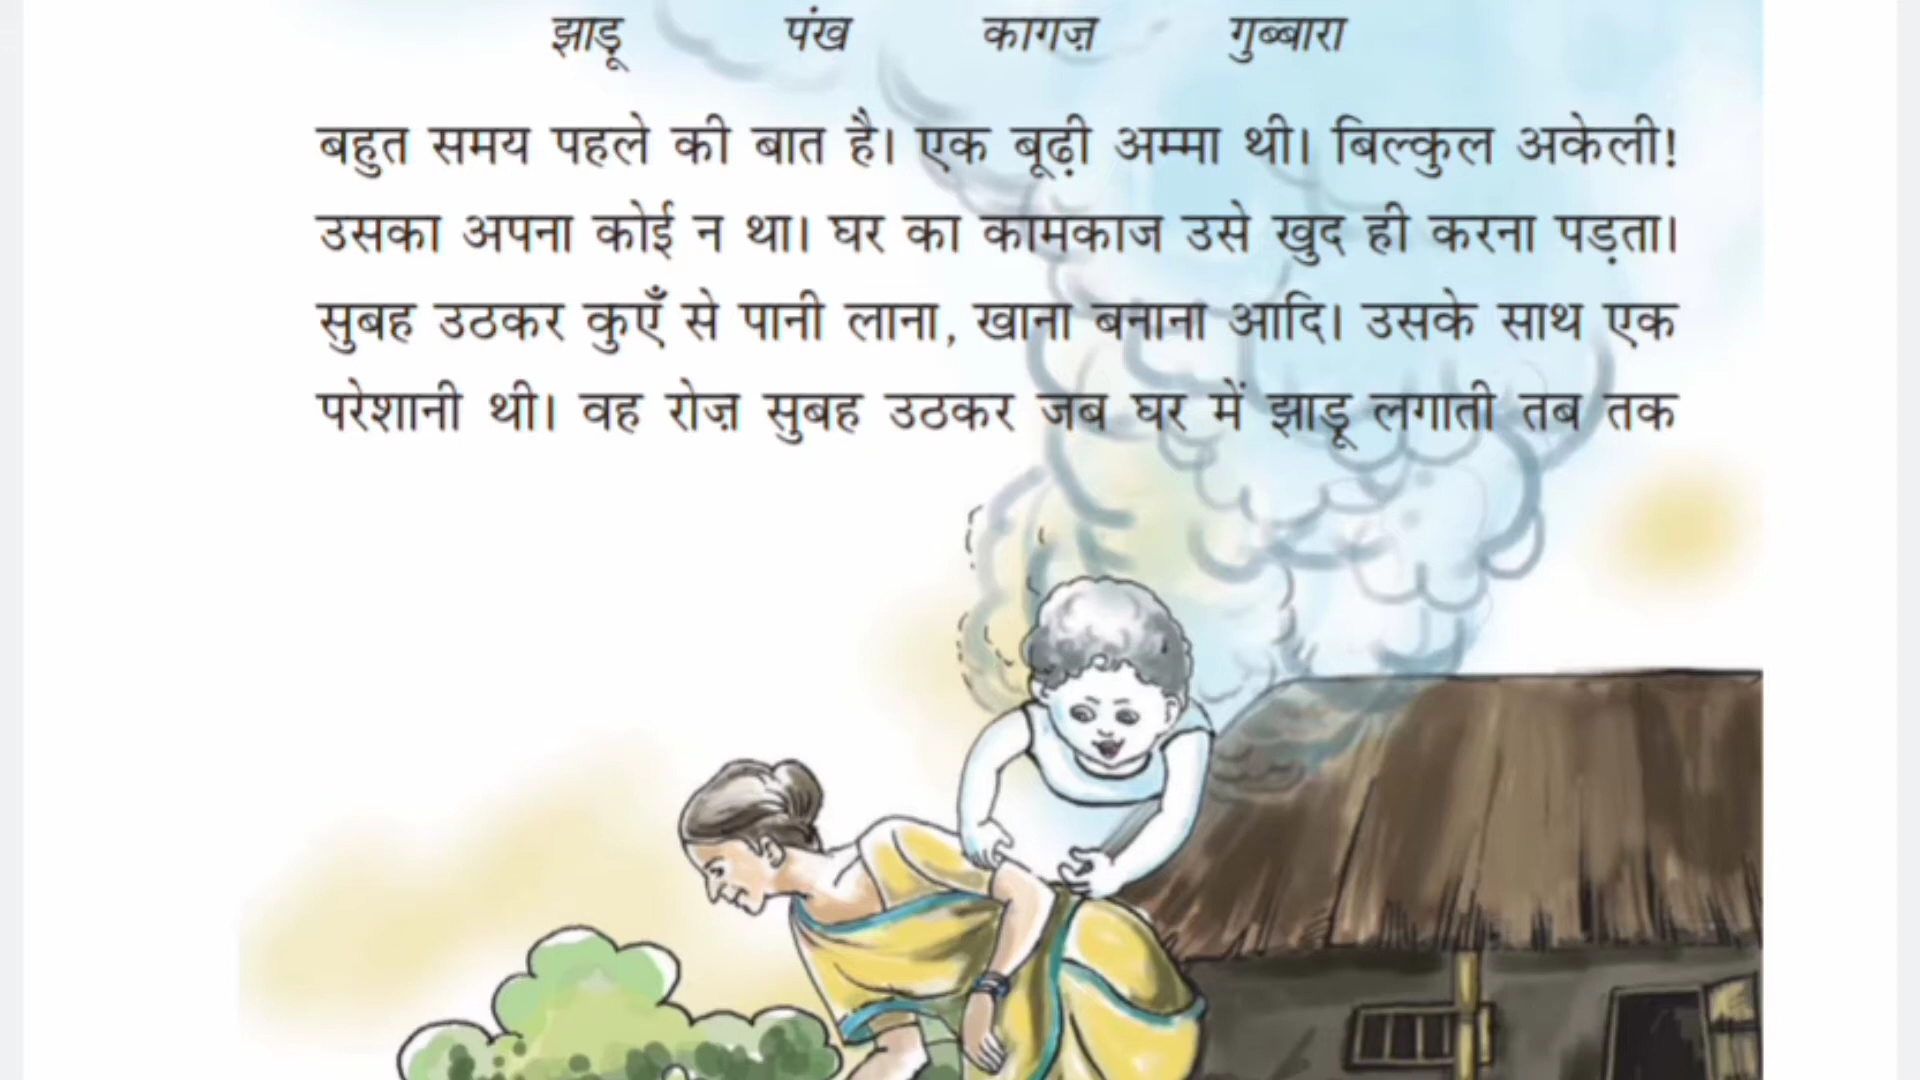 झाड़ू पंख कागज़ गुब्बारा
बहुत समय पहले की बात है। एक बूढ़ी अम्मा थी। बिल्कुल अकेली!
उसका अपना कोई न था। घर का कामकाज उसे खुद ही करना पड़ता।
सुबह उठकर कुएँ से पानी लाना, खाना बनाना आदि। उसके साथ एक
परेशानी थी। वह रोज़ सुबह उठकर जब घर में झाड़ू लगाती तब तक